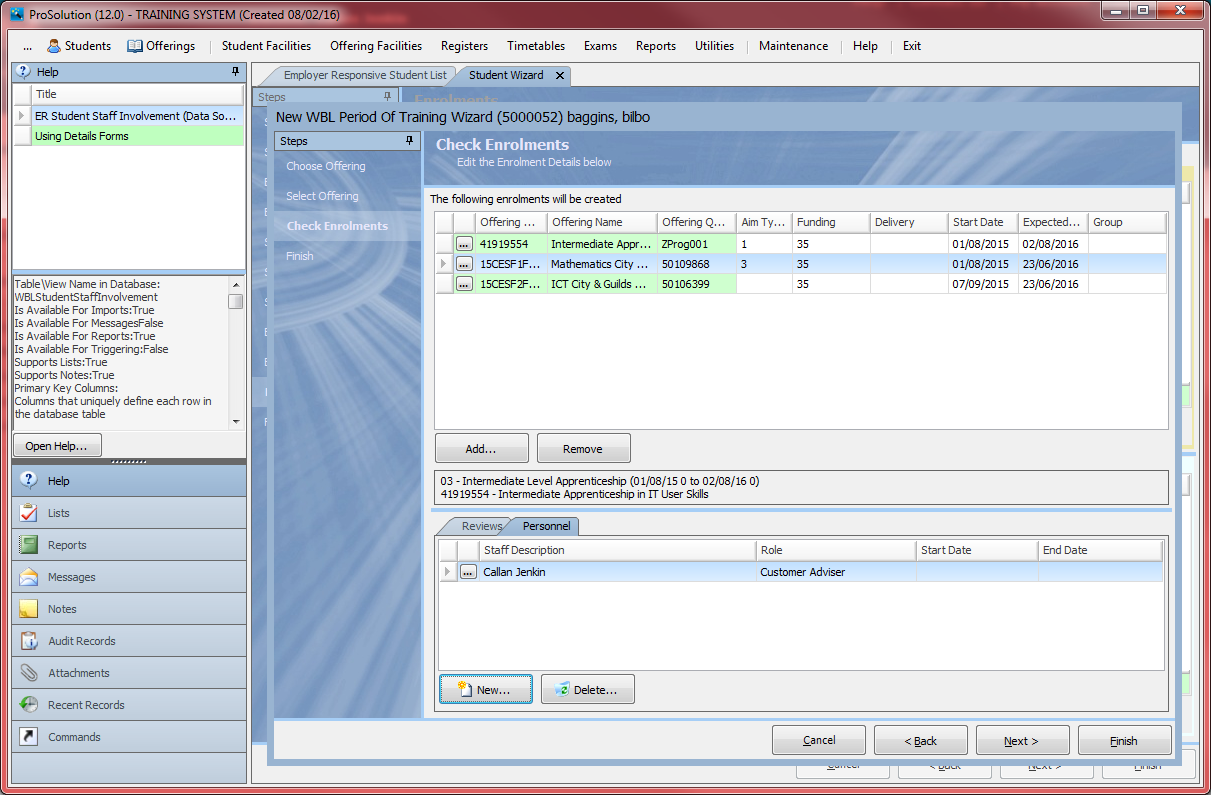 ProSolution (12.0) - TRAINING SYSTEM (Created 08/02/16)
... Students Offerings Student Facilities Offering Facilities Registers Timetables Exams Reports Utilities Maintenance Help Exit
Help
Title
ER Student Staff Involvement (Data So...
Using Details Forms
Table\View Name in Database:
WBLStudentStaffInvolvement
Is Available For Imports:True
Is Available For MessagesFalse
Is Available For Reports:True
Is Available For Triggering:False
Supports Lists:True
Supports Notes:True
Primary Key Columns:
Columns that uniquely define each row in
the database table
Open Help...
Help
Lists
Reports
Messages
Notes
Audit Records
Attachments
Recent Records
Commands
Employer Responsive Student List Student Wizard
Steps
Enrolments
New WBL Period Of Training Wizard (5000052) baggins, bilbo
Steps
Choose Offering
Select Offering
Check Enrolments
Finish
Check Enrolments
Edit the Enrolment Details below
The following enrolments will be created
Offering ... Offering Name Offering Q... Aim Ty... Funding Delivery Start Date Expected... Group
... 41919554 Intermediate Appr... ZProg001 1 35 01/08/2015 02/08/2016
... 15CESF1F... Mathematics City ... 50109868 3 35 01/08/2015 23/06/2016
... 15CESF2F... ICT City & Guilds ... 50106399 35 07/09/2015 23/06/2016
Add... Remove
03 - Intermediate Level Apprenticeship (01/08/15 0 to 02/08/16 0)
41919554 - Intermediate Apprenticeship in IT User Skills
Reviews Personnel
Staff Description Role Start Date End Date
... Callan Jenkin Customer Adviser
New... Delete...
Cancel < Back Next > Finish
Cancel < Back Next > Finish